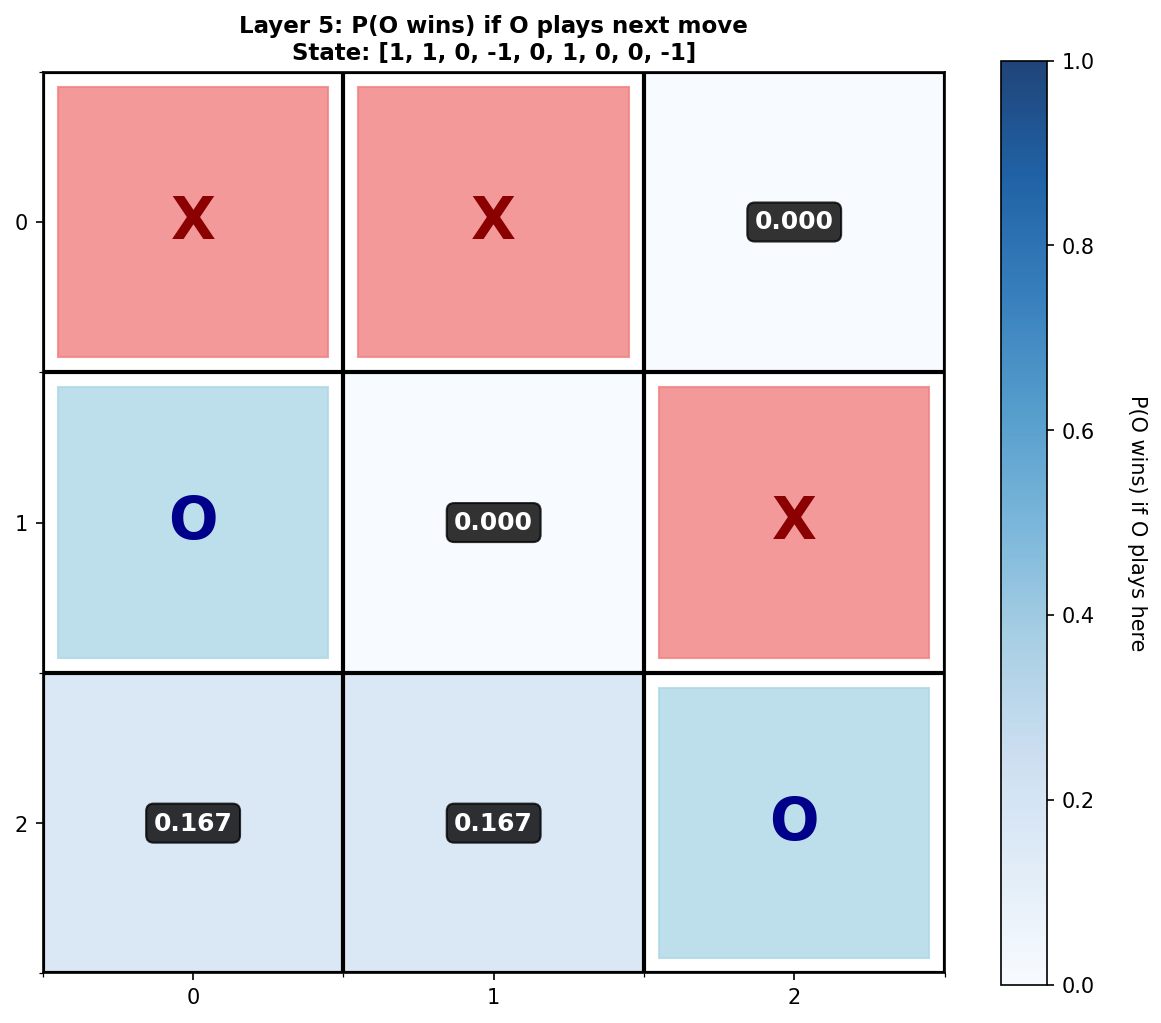 Layer 5: P(O wins) if O plays next move
State: [1, 1, 0, -1, 0, 1, 0, 0, -1]
0
X
X
0.000
1
O
0.000
X
2
0.167
0.167
O
0
1
2
1.0
0.8
0.6
0.4
0.2
0.0
P(O wins) if O plays here